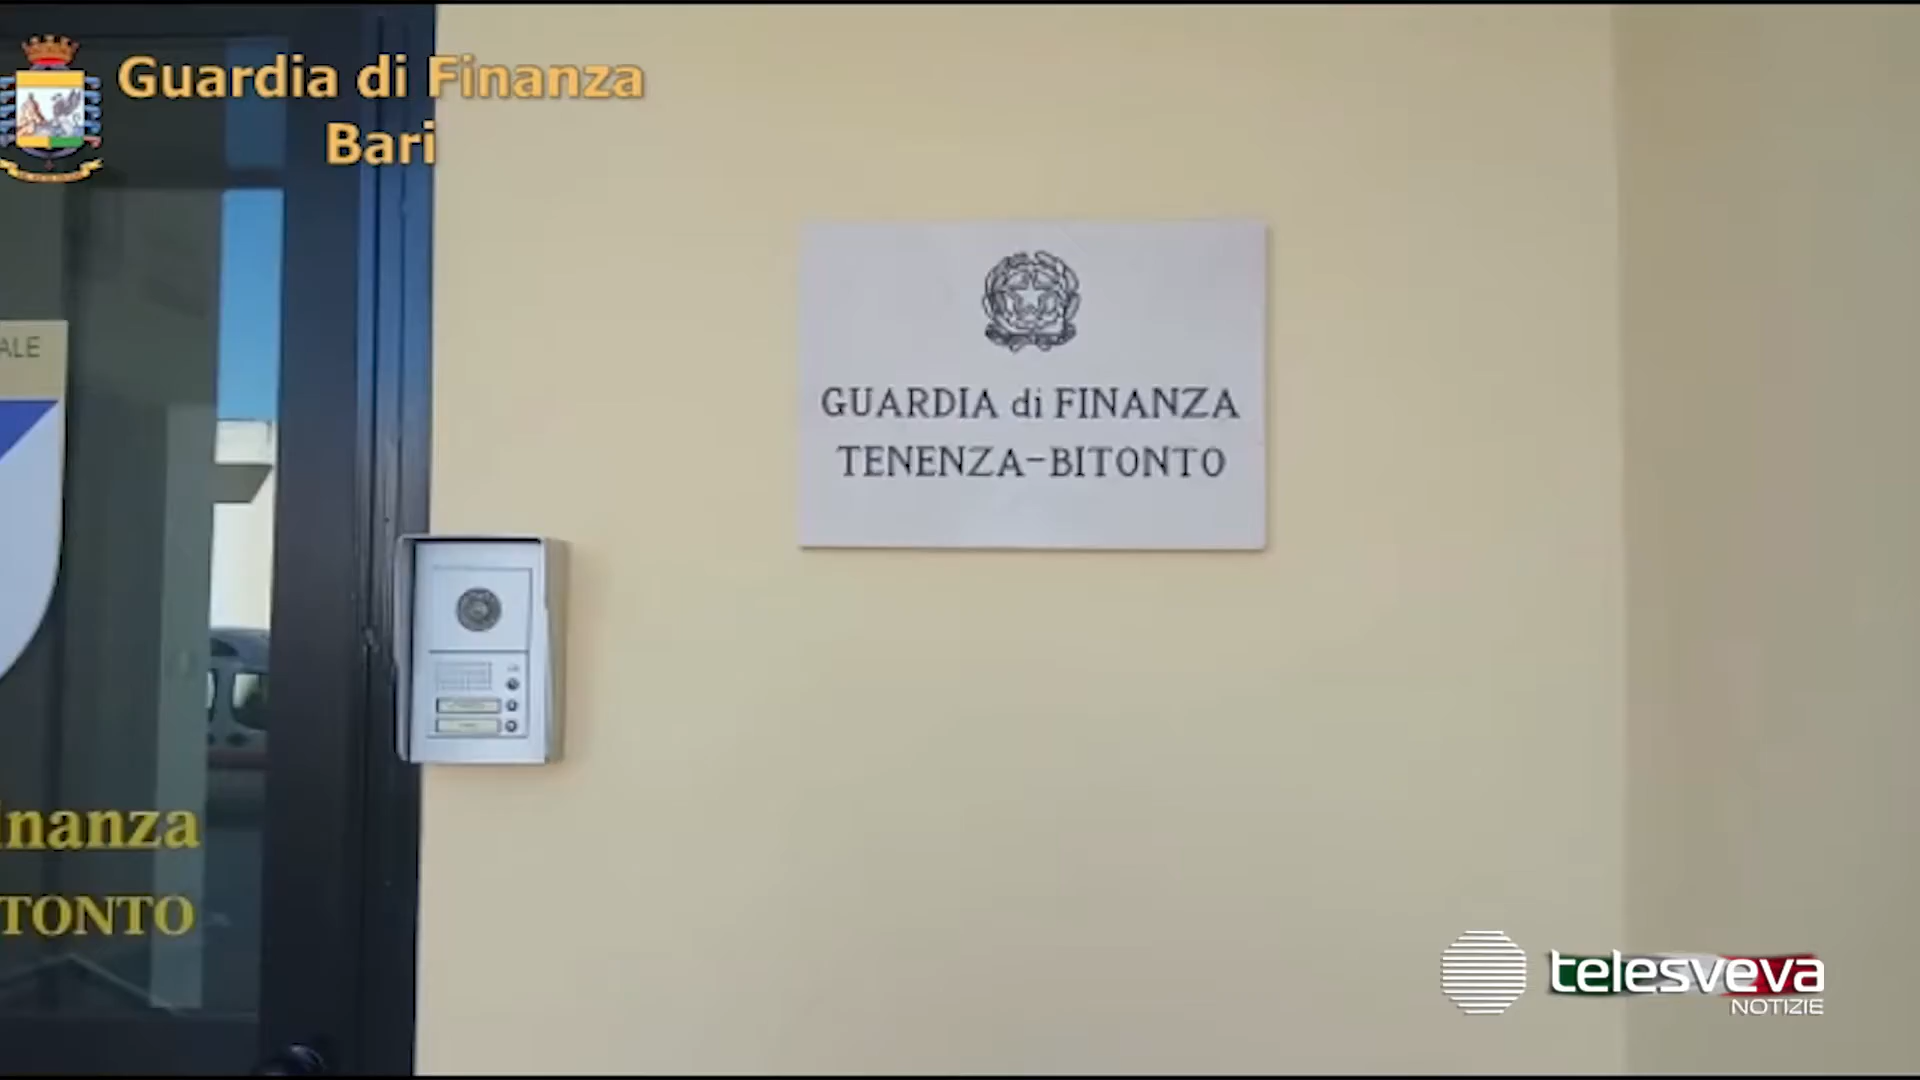 Guardia di Finanza
Bari
ALE
GUARDIA di FINANZA
TENENZA-BITONTO
inanza
TONTO
telesveva
NOTIZIE